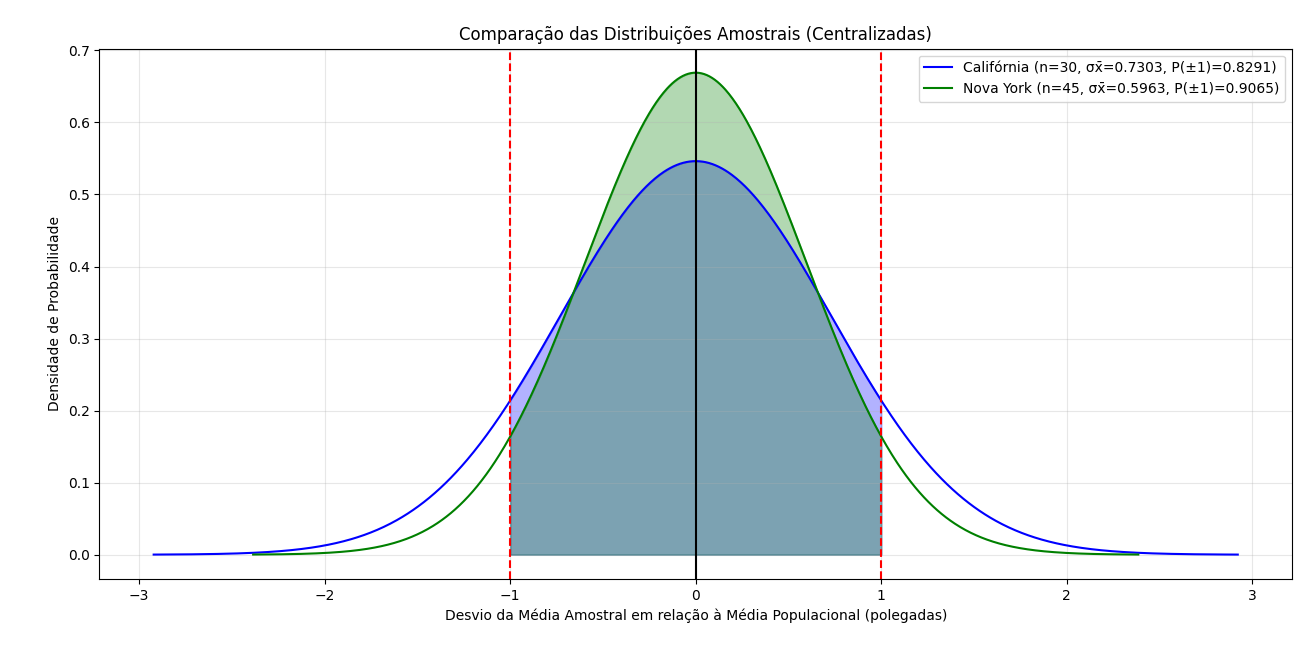 Comparação das Distribuições Amostrais (Centralizadas)
Califórnia (n=30, σx̄=0.7303, P(±1)=0.8291)
Nova York (n=45, σx̄=0.5963, P(±1)=0.9065)
Densidade de Probabilidade
0.7
0.6
0.5
0.4
0.3
0.2
0.1
0.0
−3 −2 −1 0 1 2 3
Desvio da Média Amostral em relação à Média Populacional (polegadas)